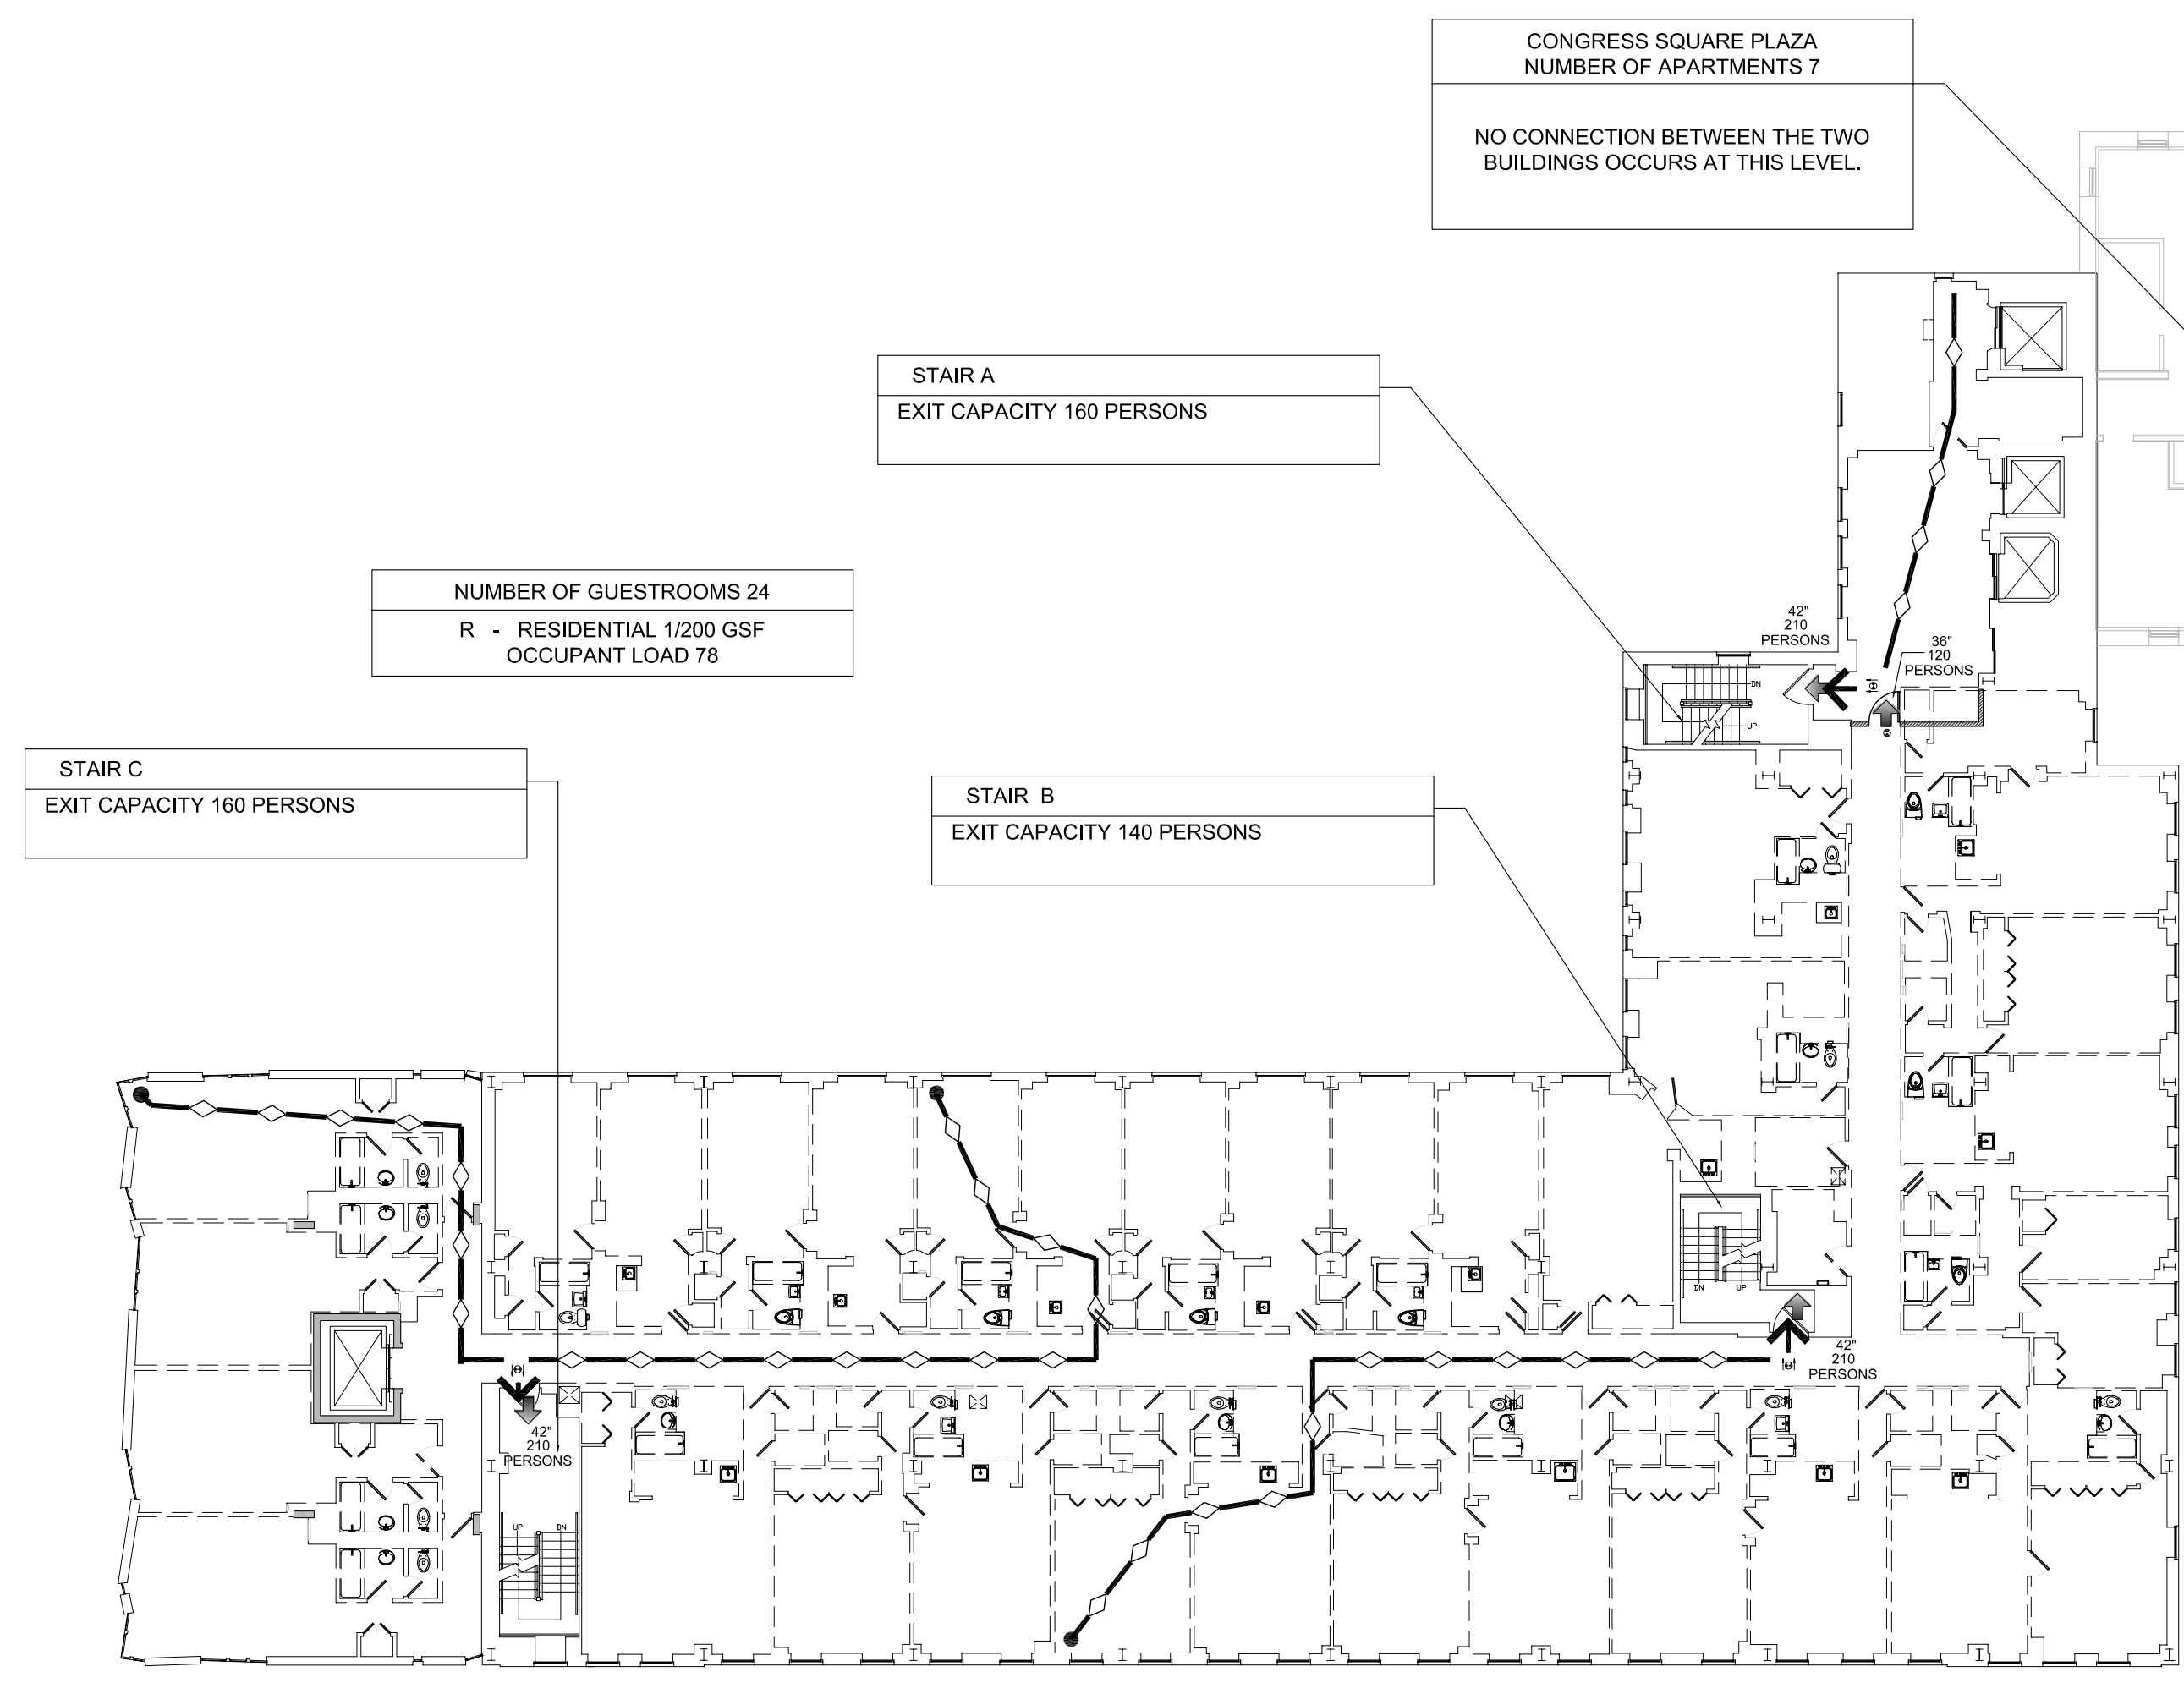 CONGRESS SQUARE PLAZA
NUMBER OF APARTMENTS 7
NO CONNECTION BETWEEN THE TWO
BUILDINGS OCCURS AT THIS LEVEL.
STAIR A
EXIT CAPACITY 160 PERSONS
NUMBER OF GUESTROOMS 24
R - RESIDENTIAL 1/200 GSF
OCCUPANT LOAD 78
42"
210
PERSONS
36"
120
PERSONS
DN
UP
STAIR C
EXIT CAPACITY 160 PERSONS
STAIR B
EXIT CAPACITY 140 PERSONS
DN
UP
42"
210
PERSONS
42"
210
PERSONS
UP
DN